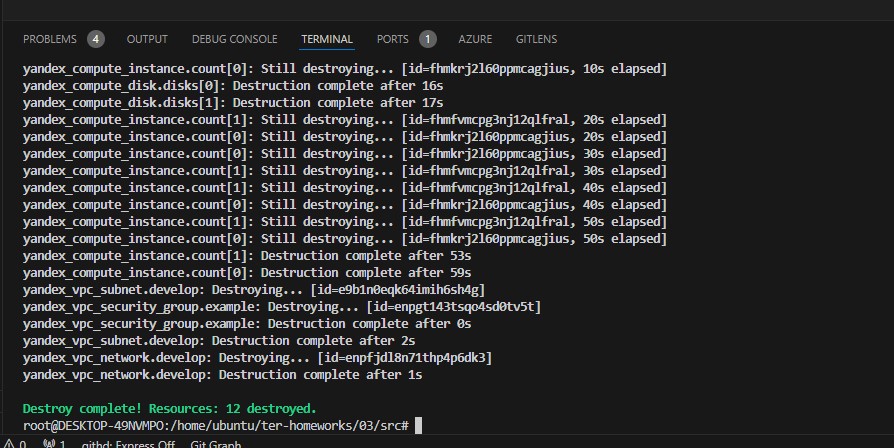 PROBLEMS 4 OUTPUT DEBUG CONSOLE TERMINAL PORTS 1 AZURE GITLENS
yandex_compute_instance.count[0]: Still destroying... [id=fhmkrj2l60ppmcagjius, 10s elapsed]
yandex_compute_disk.disks[0]: Destruction complete after 16s
yandex_compute_disk.disks[1]: Destruction complete after 17s
yandex_compute_instance.count[1]: Still destroying... [id=fhmfvmcpg3nj12qlfral, 20s elapsed]
yandex_compute_instance.count[0]: Still destroying... [id=fhmkrj2l60ppmcagjius, 20s elapsed]
yandex_compute_instance.count[0]: Still destroying... [id=fhmkrj2l60ppmcagjius, 30s elapsed]
yandex_compute_instance.count[1]: Still destroying... [id=fhmfvmcpg3nj12qlfral, 30s elapsed]
yandex_compute_instance.count[1]: Still destroying... [id=fhmfvmcpg3nj12qlfral, 40s elapsed]
yandex_compute_instance.count[0]: Still destroying... [id=fhmkrj2l60ppmcagjius, 40s elapsed]
yandex_compute_instance.count[1]: Still destroying... [id=fhmfvmcpg3nj12qlfral, 50s elapsed]
yandex_compute_instance.count[0]: Still destroying... [id=fhmkrj2l60ppmcagjius, 50s elapsed]
yandex_compute_instance.count[1]: Destruction complete after 53s
yandex_compute_instance.count[0]: Destruction complete after 59s
yandex_vpc_subnet.develop: Destroying... [id=e9b1n0eqk64imih6sh4g]
yandex_vpc_security_group.example: Destroying... [id=enpgt143tsqo4sd0tv5t]
yandex_vpc_security_group.example: Destruction complete after 0s
yandex_vpc_subnet.develop: Destruction complete after 2s
yandex_vpc_network.develop: Destroying... [id=enpfjdl8n71thp4p6dk3]
yandex_vpc_network.develop: Destruction complete after 1s
Destroy complete! Resources: 12 destroyed.
root@DESKTOP-49NVMPO:/home/ubuntu/ter-homeworks/03/src#
0 1 githd: Express Off Git Graph